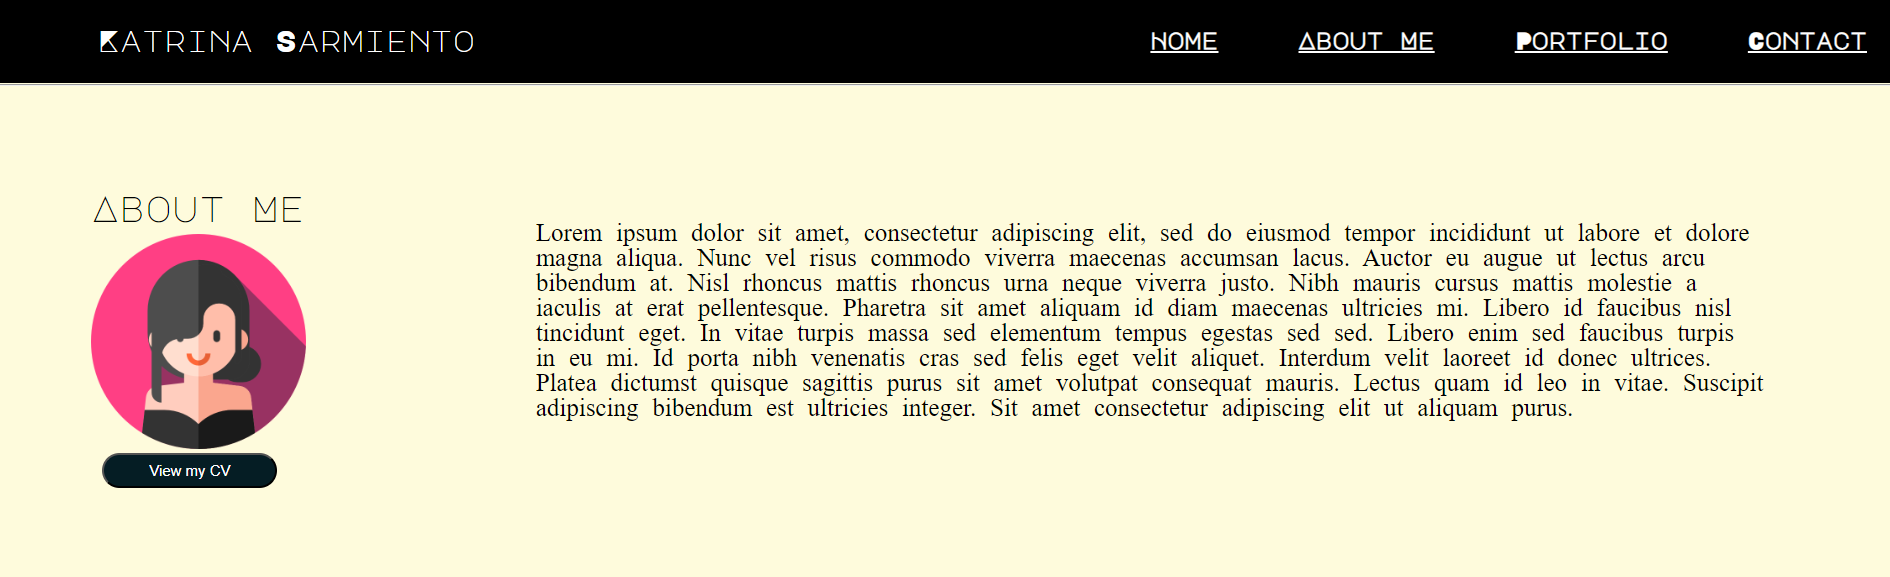 Katrina Sarmiento
Home About Me Portfolio Contact
About Me
Lorem ipsum dolor sit amet, consectetur adipiscing elit, sed do eiusmod tempor incididunt ut labore et dolore
magna aliqua. Nunc vel risus commodo viverra maecenas accumsan lacus. Auctor eu augue ut lectus arcu
bibendum at. Nisl rhoncus mattis rhoncus urna neque viverra justo. Nibh mauris cursus mattis molestie a
iaculis at erat pellentesque. Pharetra sit amet aliquam id diam maecenas ultricies mi. Libero id faucibus nisl
tincidunt eget. In vitae turpis massa sed elementum tempus egestas sed sed. Libero enim sed faucibus turpis
in eu mi. Id porta nibh venenatis cras sed felis eget velit aliquet. Interdum velit laoreet id donec ultrices.
Platea dictumst quisque sagittis purus sit amet volutpat consequat mauris. Lectus quam id leo in vitae. Suscipit
adipiscing bibendum est ultricies integer. Sit amet consectetur adipiscing elit ut aliquam purus.
View my CV